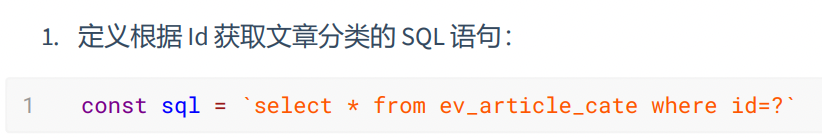 1. 定义根据 Id 获取文章分类的 SQL 语句：
1 const sql = `select * from ev_article_cate where id=?`